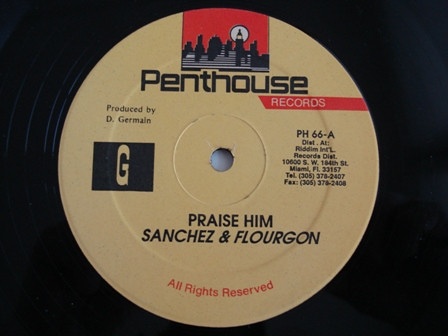 Penthouse
RECORDS
Produced by
D. Germain
PH 66-A
Dist. At:
Riddim Int'L.
Records Dist.
10600 S. W. 184th St.
Miami, Fl. 33157
Tel. (305) 378-2407
Fax: (305) 378-2408
G
PRAISE HIM
SANCHEZ & FLOURGON
All Rights Reserved